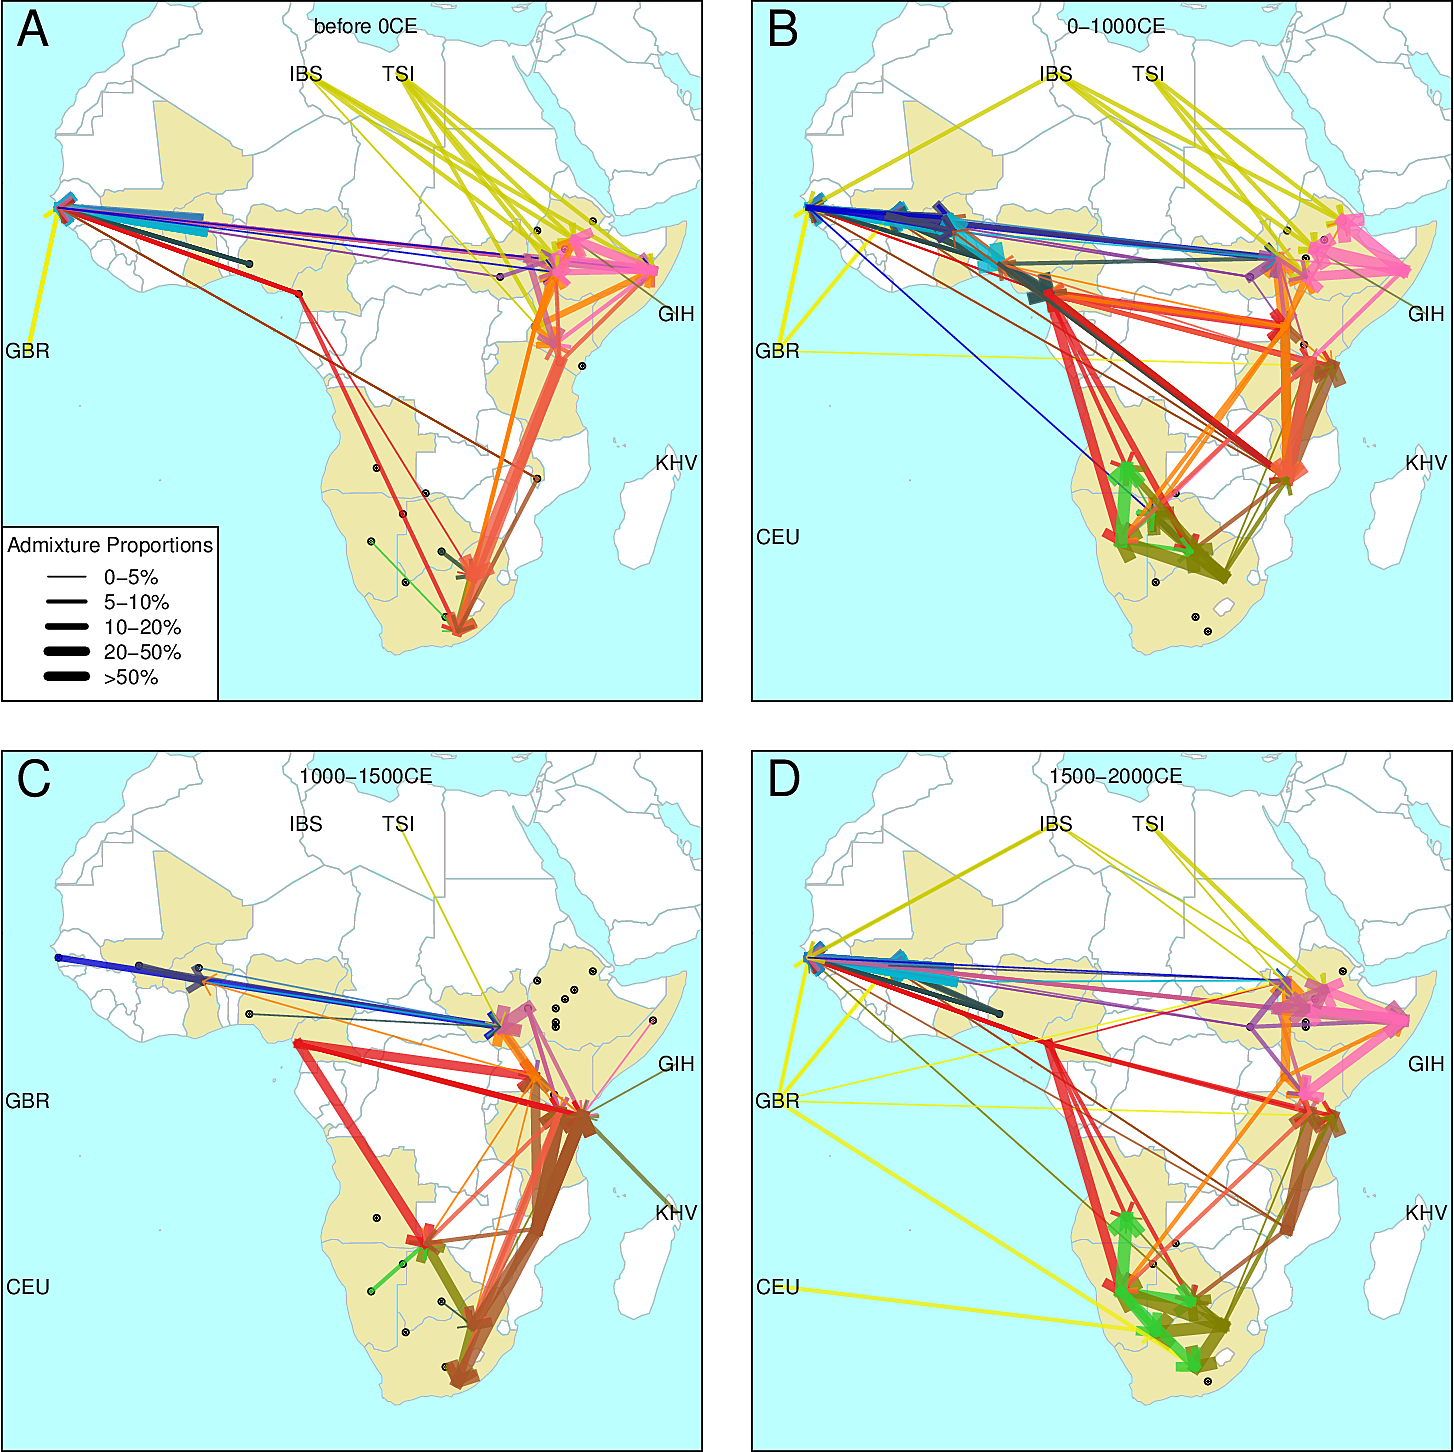 A
before 0CE
IBS TSI
GIH
GBR
KHV
Admixture Proportions
0–5%
5–10%
10–20%
20–50%
>50%
B
0–1000CE
IBS TSI
GIH
GBR
KHV
CEU
C
1000–1500CE
IBS TSI
GIH
GBR
KHV
CEU
D
1500–2000CE
IBS TSI
GIH
GBR
KHV
CEU